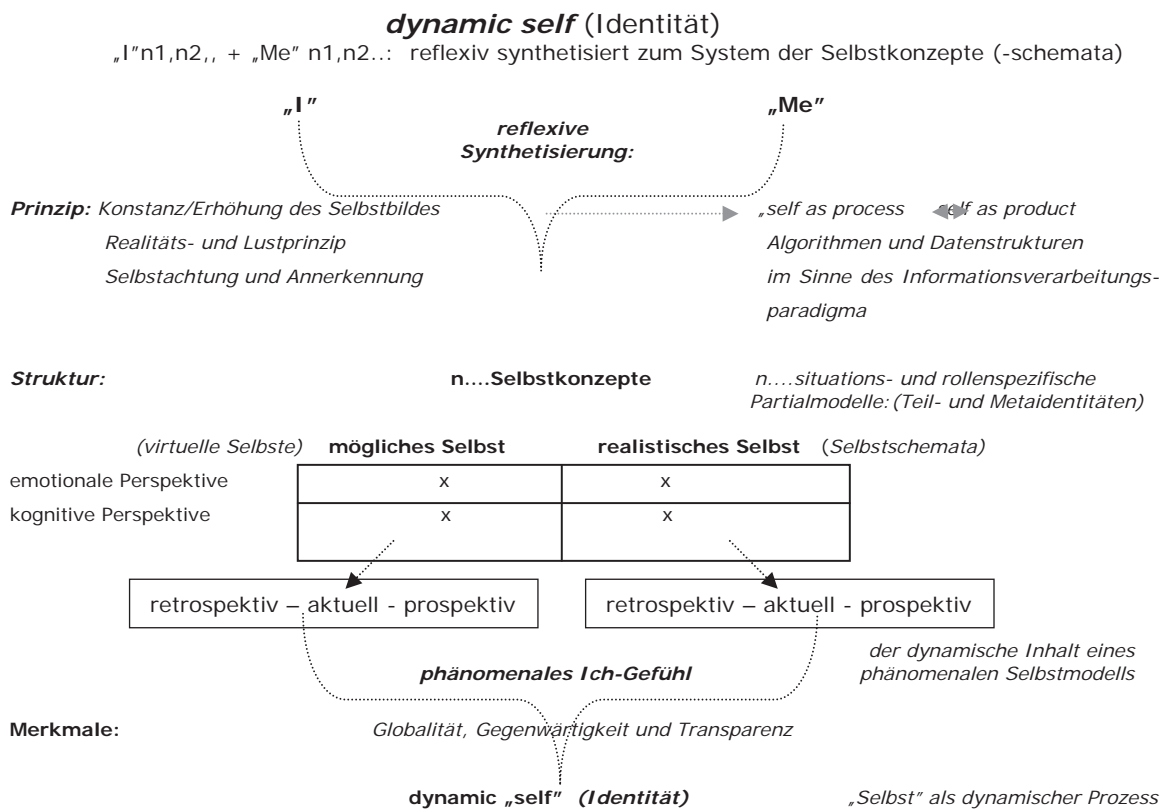 dynamic self (Identität)
„I"n1,n2,, + „Me" n1,n2..: reflexiv synthetisiert zum System der Selbstkonzepte (-schemata)
„I" „Me"
reflexive
Synthetisierung:
Prinzip: Konstanz/Erhöhung des Selbstbildes „self as process self as product
Realitäts- und Lustprinzip Algorithmen und Datenstrukturen
Selbstachtung und Annerkennung im Sinne des Informationsverarbeitungs-
paradigma
Struktur: n....Selbstkonzepte n....situations- und rollenspezifische
Partialmodelle: (Teil- und Metaidentitäten)
(virtuelle Selbste) mögliches Selbst realistisches Selbst (Selbstschemata)
emotionale Perspektive x x
kognitive Perspektive x x
retrospektiv – aktuell - prospektiv retrospektiv – aktuell - prospektiv
der dynamische Inhalt eines
phänomenales Ich-Gefühl phänomenalen Selbstmodells
Merkmale: Globalität, Gegenwärtigkeit und Transparenz
dynamic „self" (Identität) „Selbst" als dynamischer Prozess